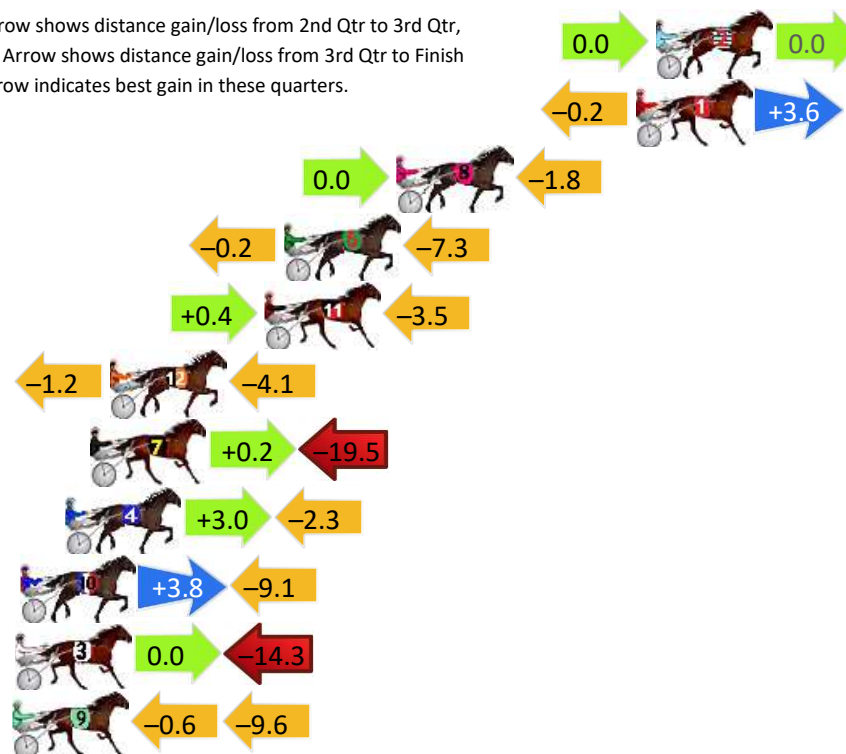 row shows distance gain/loss from 2nd Qtr to 3rd Qtr,
Arrow shows distance gain/loss from 3rd Qtr to Finish
row indicates best gain in these quarters.
0.0 2 0.0
–0.2 1 +3.6
0.0 8 –1.8
–0.2 6 –7.3
+0.4 11 –3.5
–1.2 12 –4.1
7 +0.2 –19.5
4 +3.0 –2.3
10 +3.8 –9.1
3 0.0 –14.3
9 –0.6 –9.6